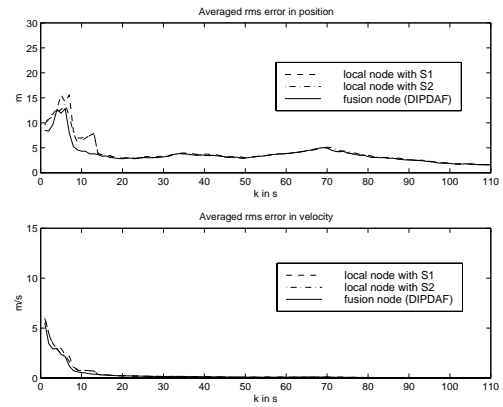 Averaged rms error in position
30
25
20
15
10
5
0
m
local node with S1
local node with S2
fusion node (DIPDAF)
0 10 20 30 40 50 60 70 80 90 100 110
k in s
Averaged rms error in velocity
15
10
5
0
m/s
local node with S1
local node with S2
fusion node (DIPDAF)
0 10 20 30 40 50 60 70 80 90 100 110
k in s